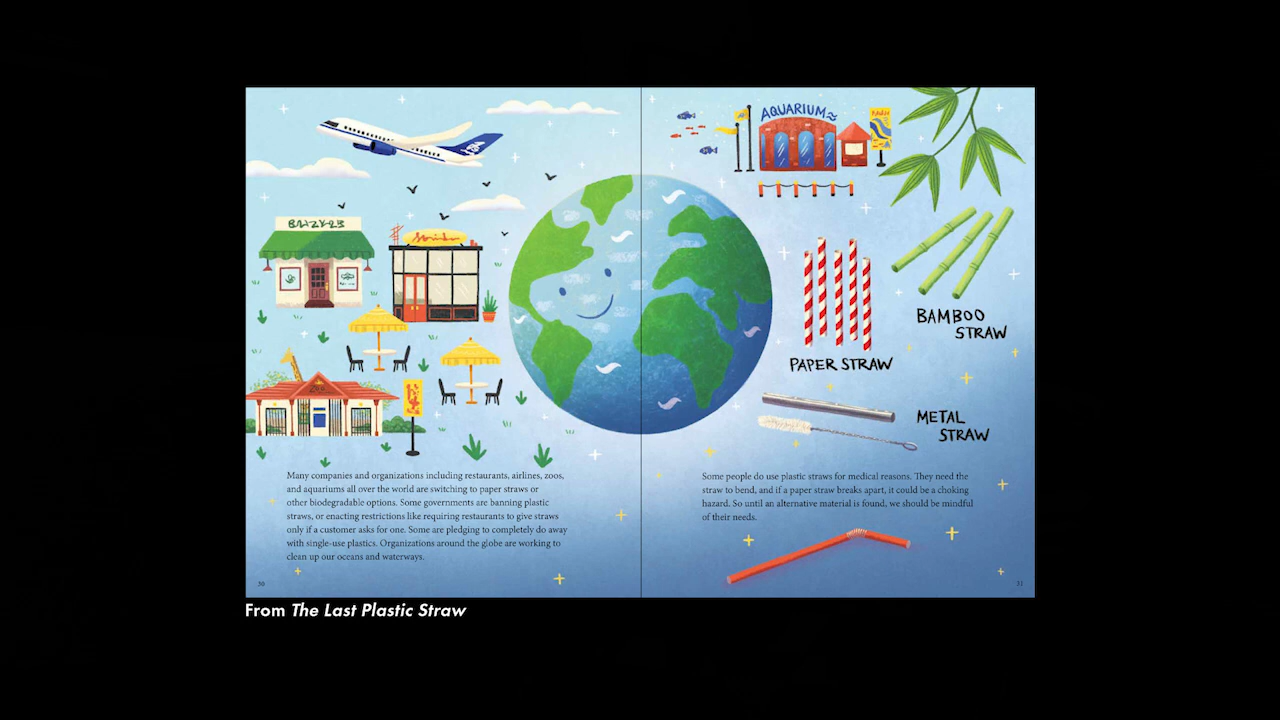 AQUARIUM
PAPER STRAW
BAMBOO
STRAW
METAL
STRAW
Many companies and organizations including restaurants, airlines, zoos,
and aquariums all over the world are switching to paper straws or
other biodegradable options. Some governments are banning plastic
straws, or enacting restrictions like requiring restaurants to give straws
only if a customer asks for one. Some are pledging to completely do away
with single-use plastics. Organizations around the globe are working to
clean up our oceans and waterways.
Some people do use plastic straws for medical reasons. They need the
straw to bend, and if a paper straw breaks apart, it could be a choking
hazard. So until an alternative material is found, we should be mindful
of their needs.
30
31
From The Last Plastic Straw